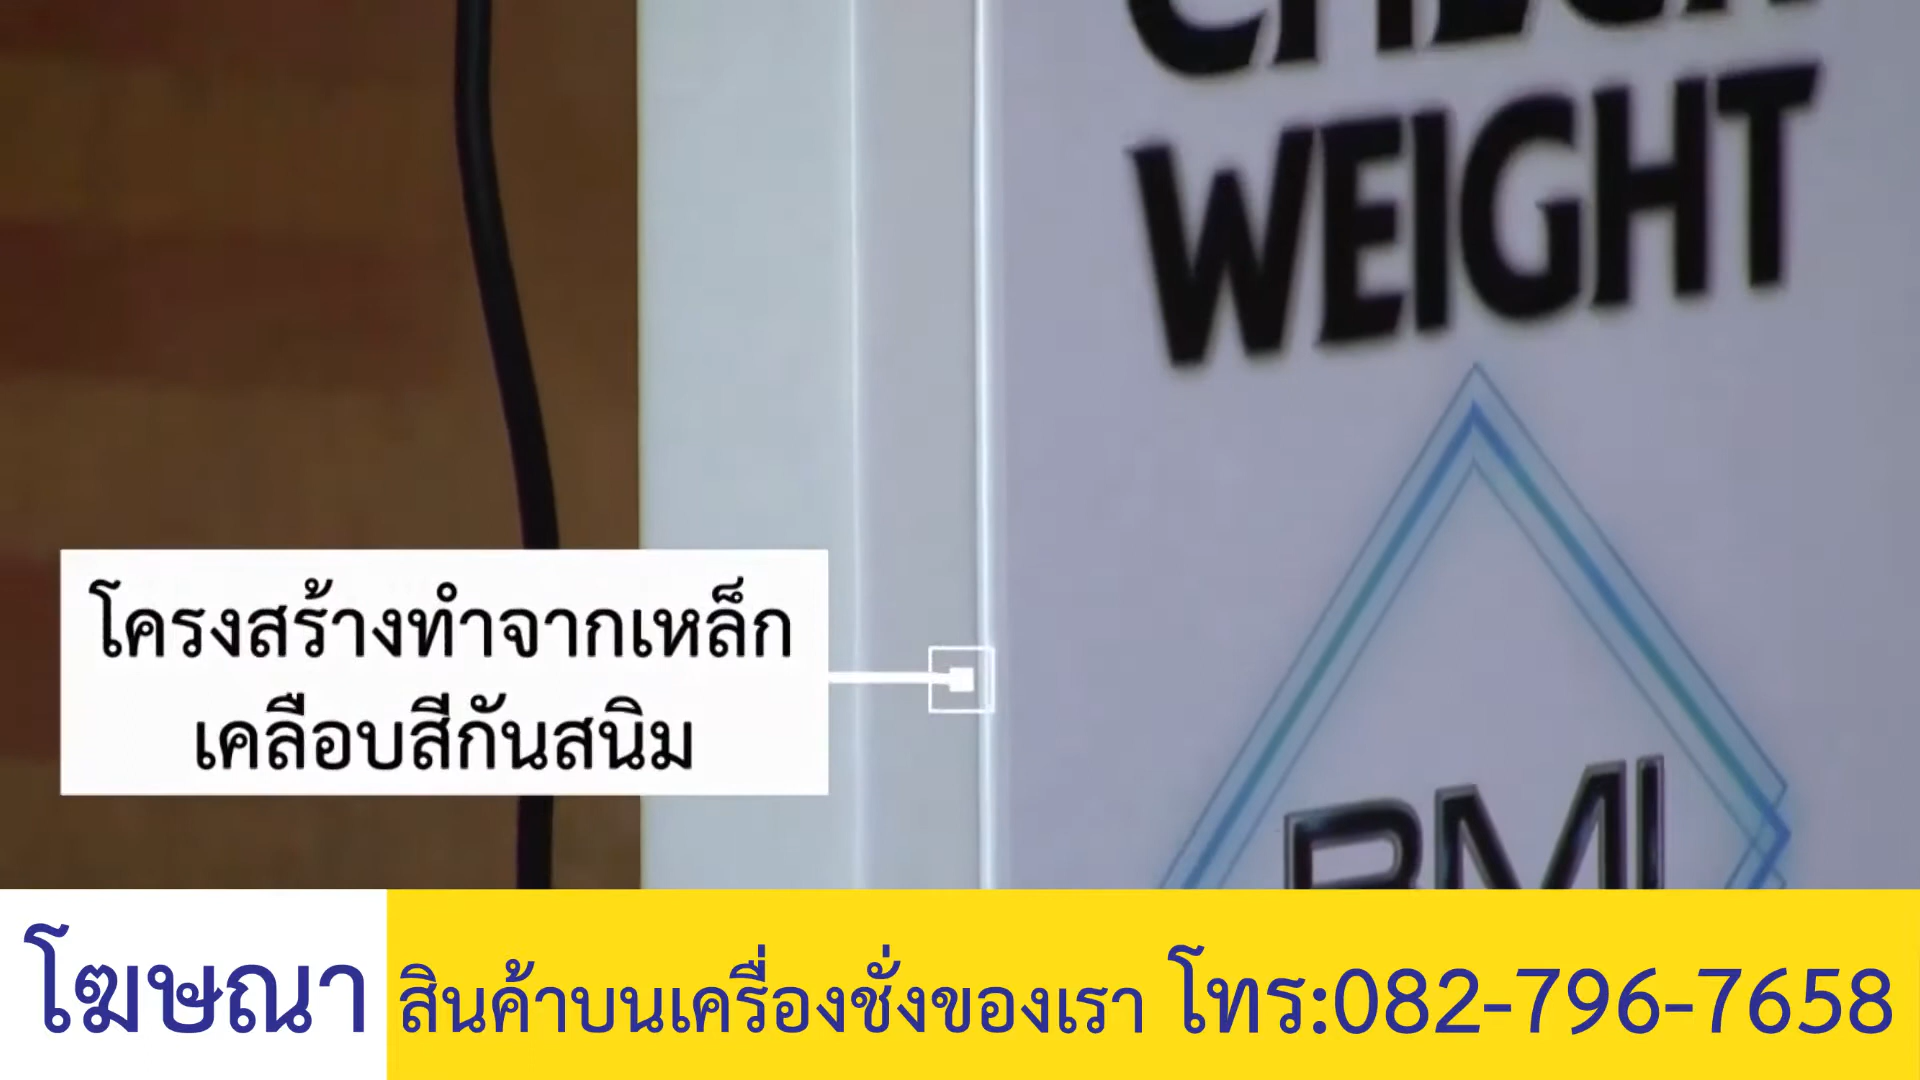 CHECK
WEIGHT
โครงสร้างทำจากเหล็ก
เคลือบสีกันสนิม
BMI
โฆษณา สินค้าบนเครื่องชั่งของเรา โทร:082-796-7658